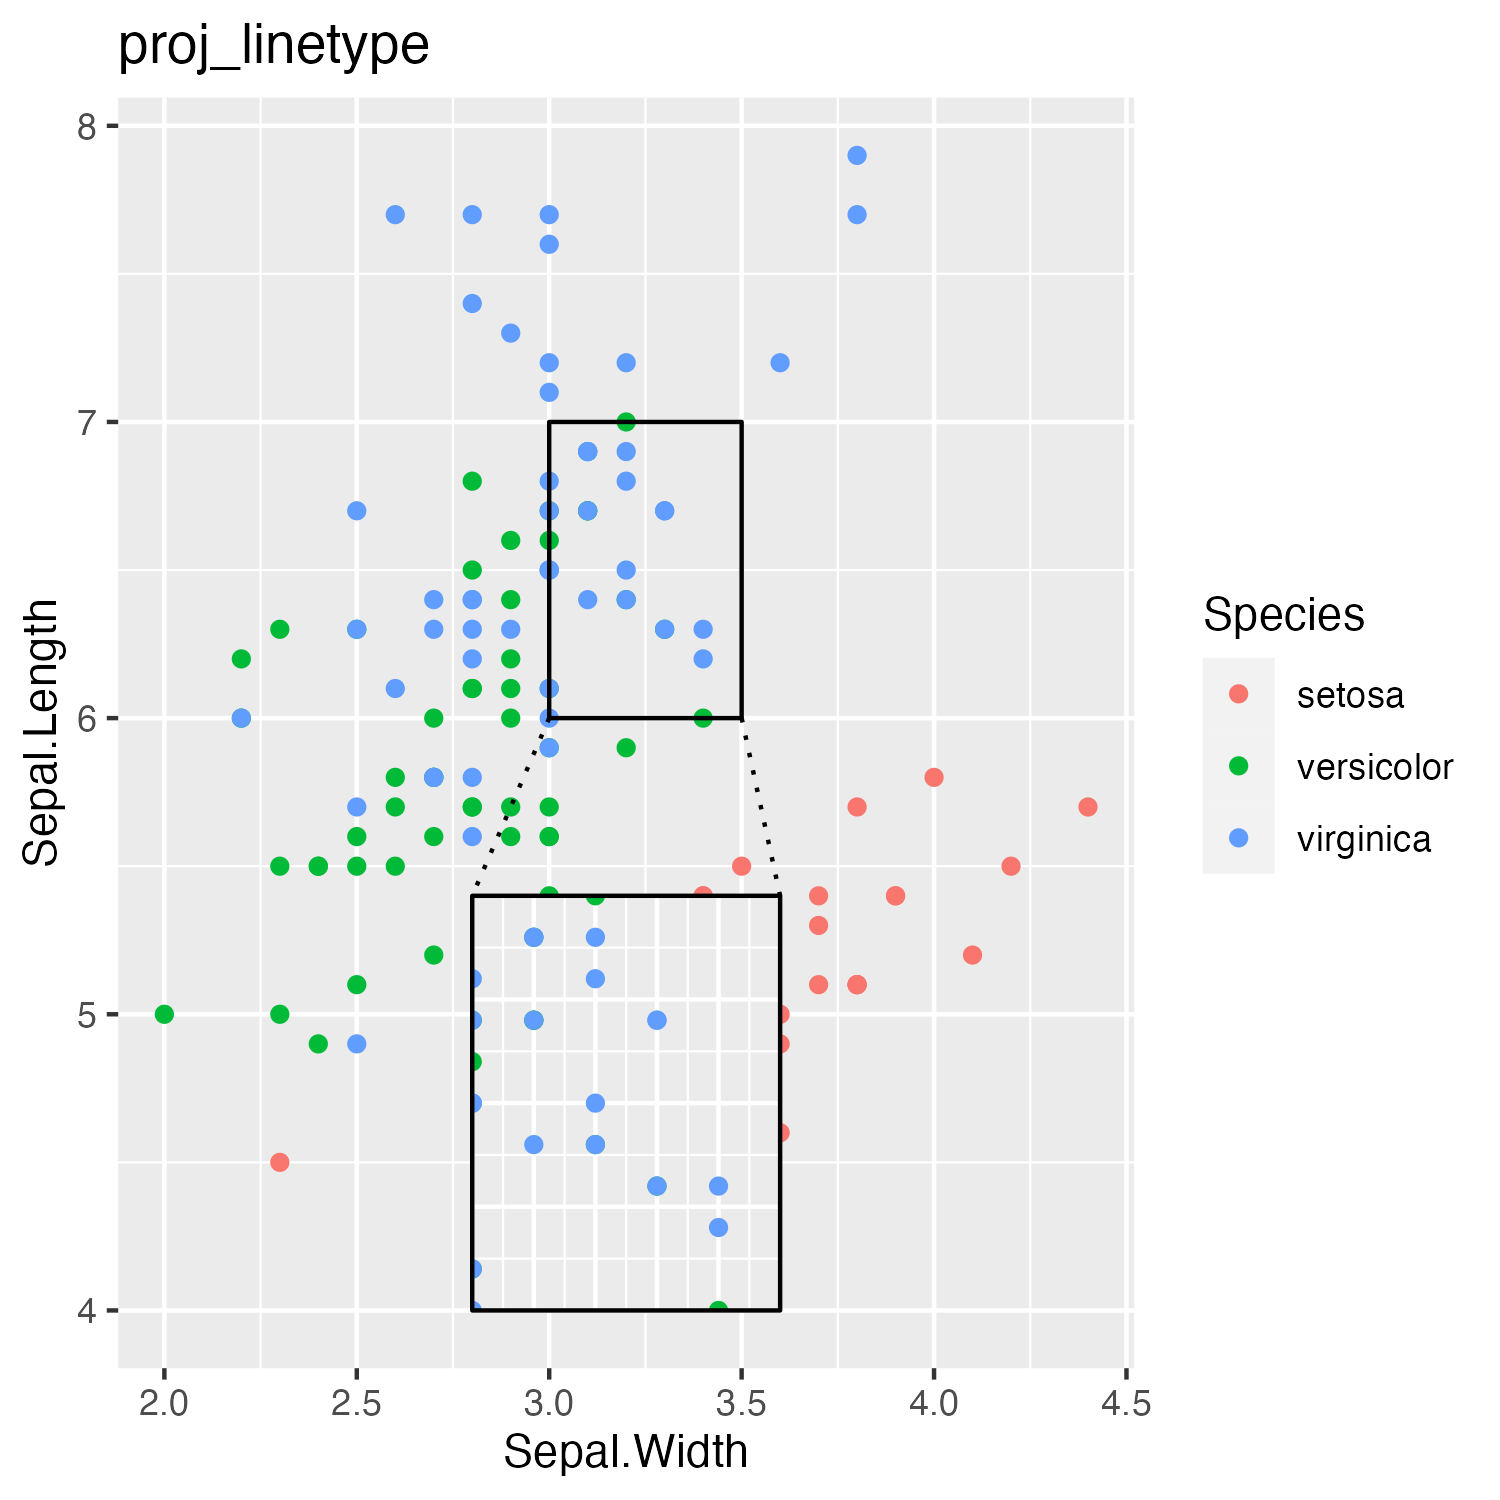 proj_linetype
8
7
6
5
4
Sepal.Length
2.0 2.5 3.0 3.5 4.0 4.5
Sepal.Width
Species
setosa
versicolor
virginica